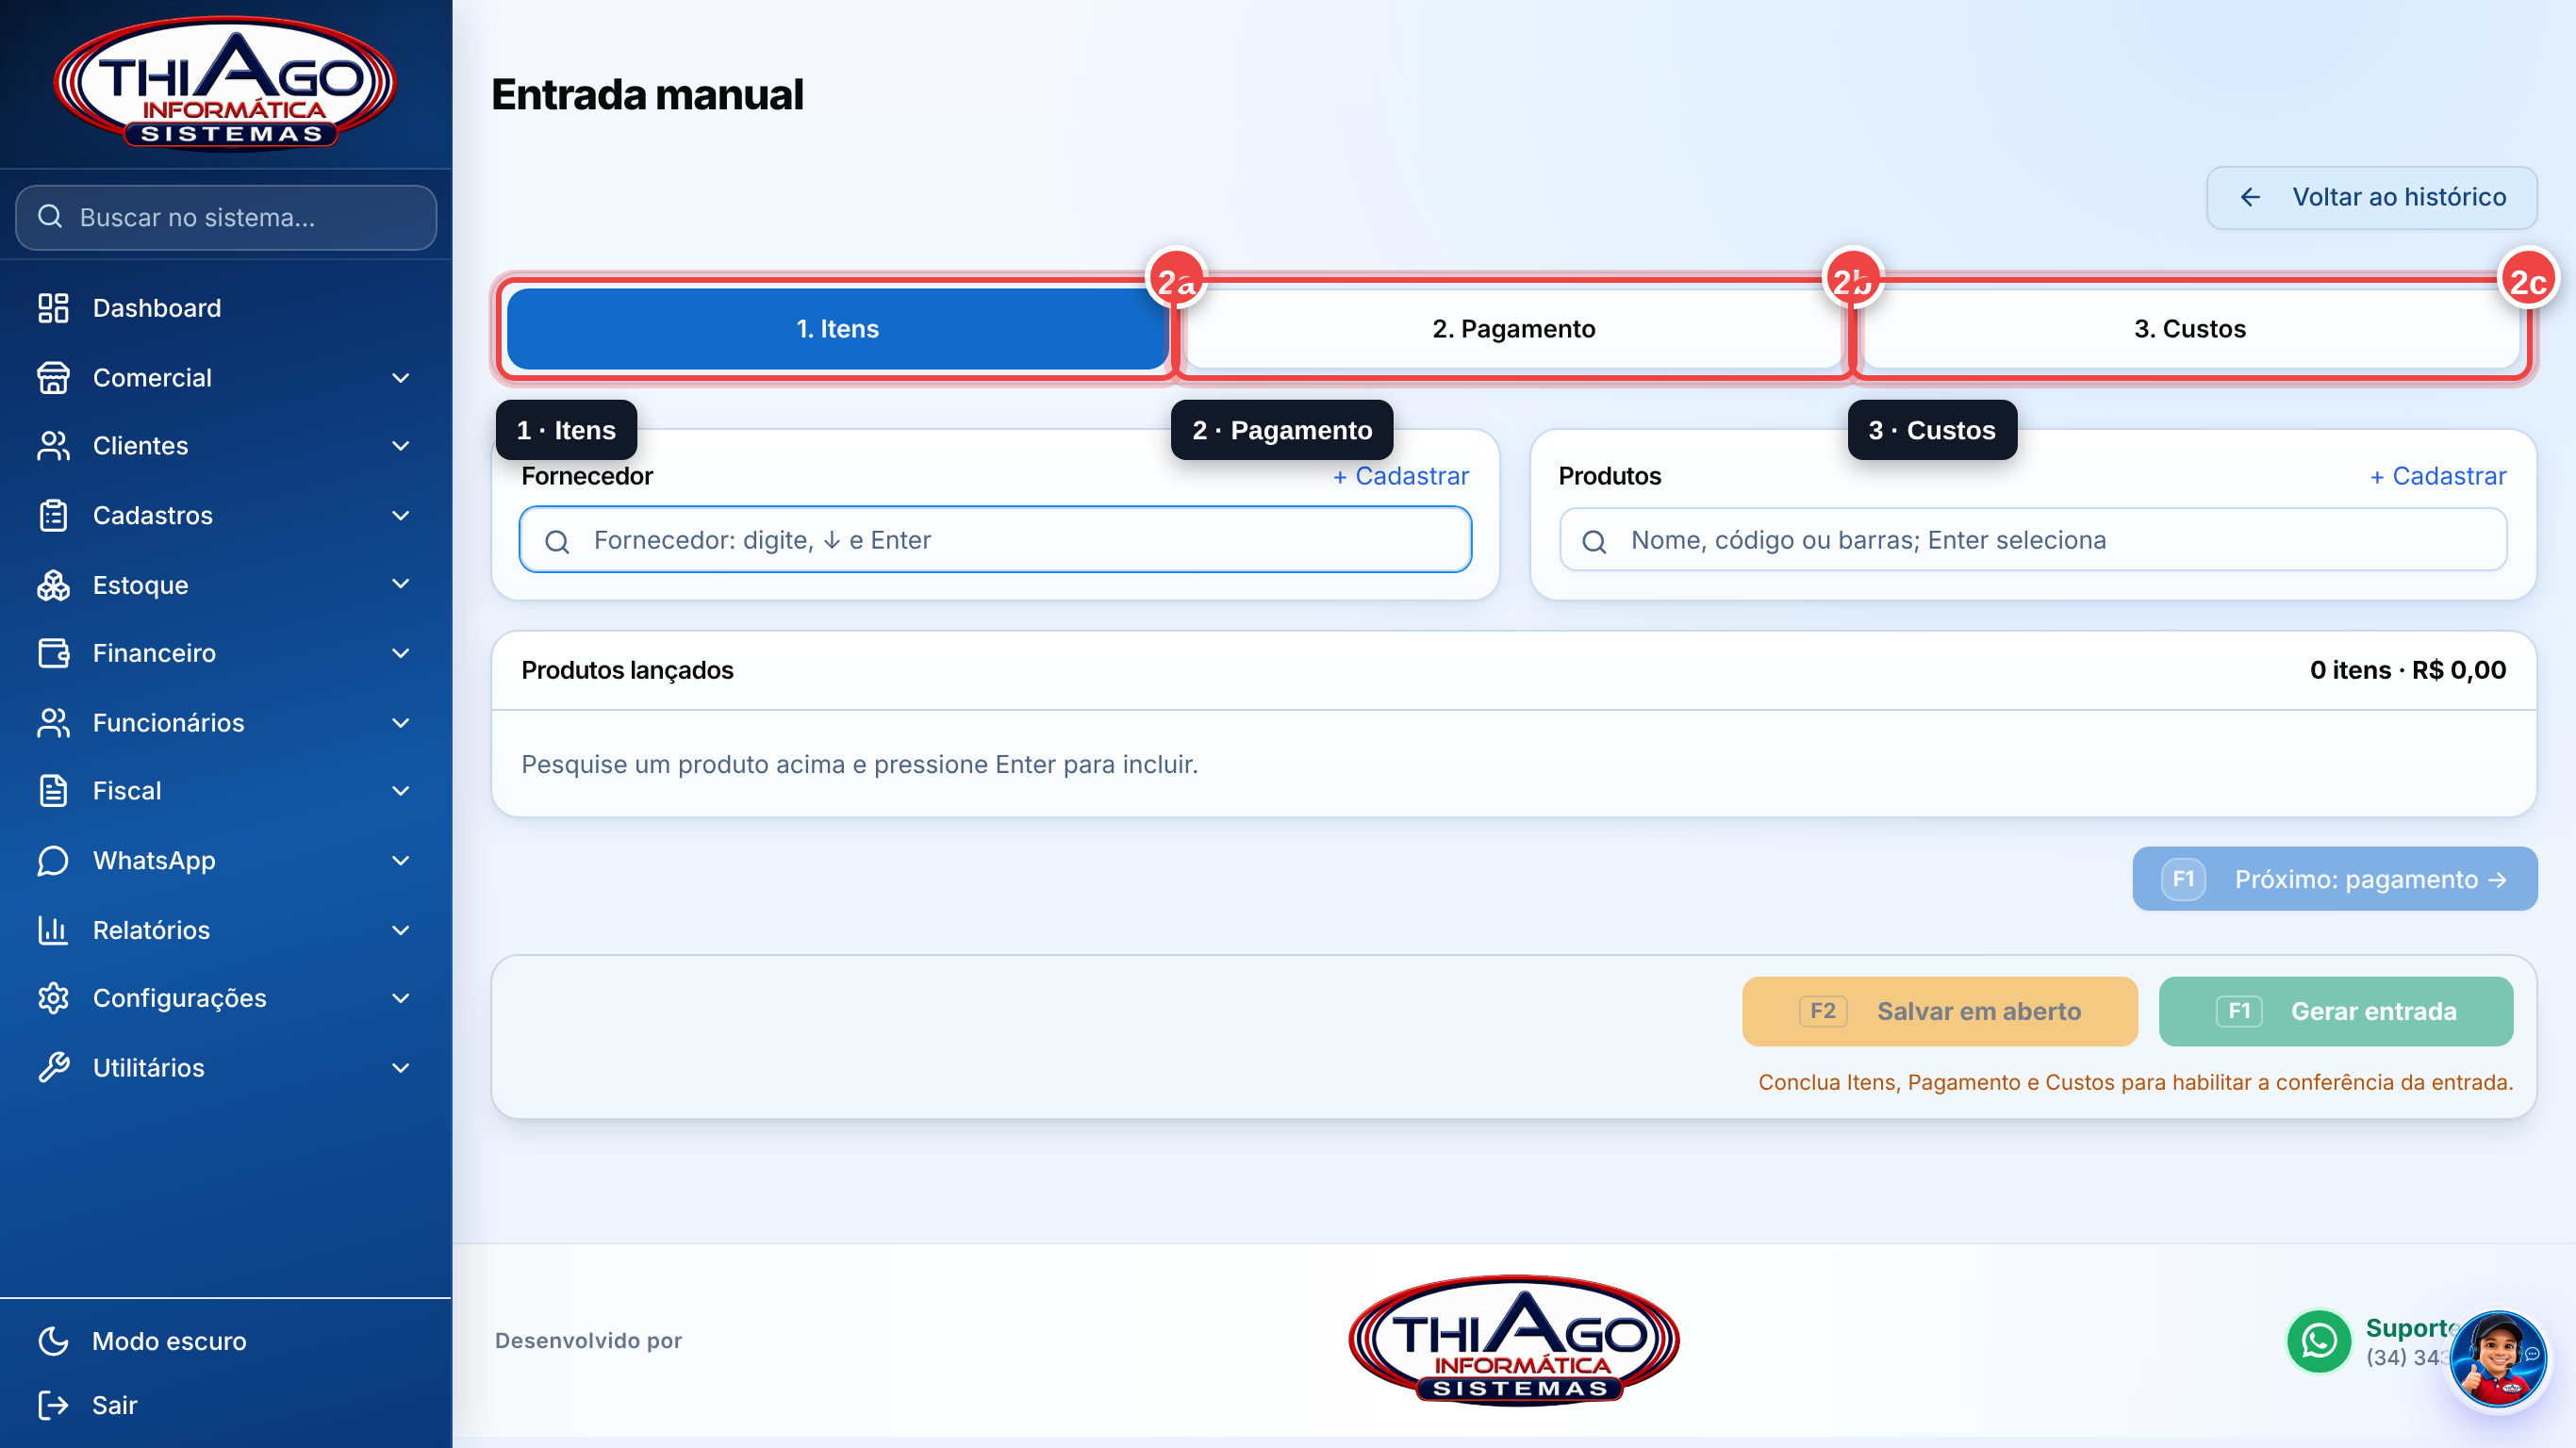 THIAGO
INFORMÁTICA
SISTEMAS
Buscar no sistema...
Dashboard
Comercial
Clientes
Cadastros
Estoque
Financeiro
Funcionários
Fiscal
WhatsApp
Relatórios
Configurações
Utilitários
Modo escuro
Sair
Entrada manual
← Voltar ao histórico
2a
2b
2c
1. Itens
2. Pagamento
3. Custos
1 · Itens
2 · Pagamento
3 · Custos
Fornecedor
+ Cadastrar
Fornecedor: digite, ↓ e Enter
Produtos
+ Cadastrar
Nome, código ou barras; Enter seleciona
Produtos lançados
0 itens · R$ 0,00
Pesquise um produto acima e pressione Enter para incluir.
F1 Próximo: pagamento →
F2 Salvar em aberto
F1 Gerar entrada
Conclua Itens, Pagamento e Custos para habilitar a conferência da entrada.
Desenvolvido por
THIAGO
INFORMÁTICA
SISTEMAS
Suporte
(34) 343